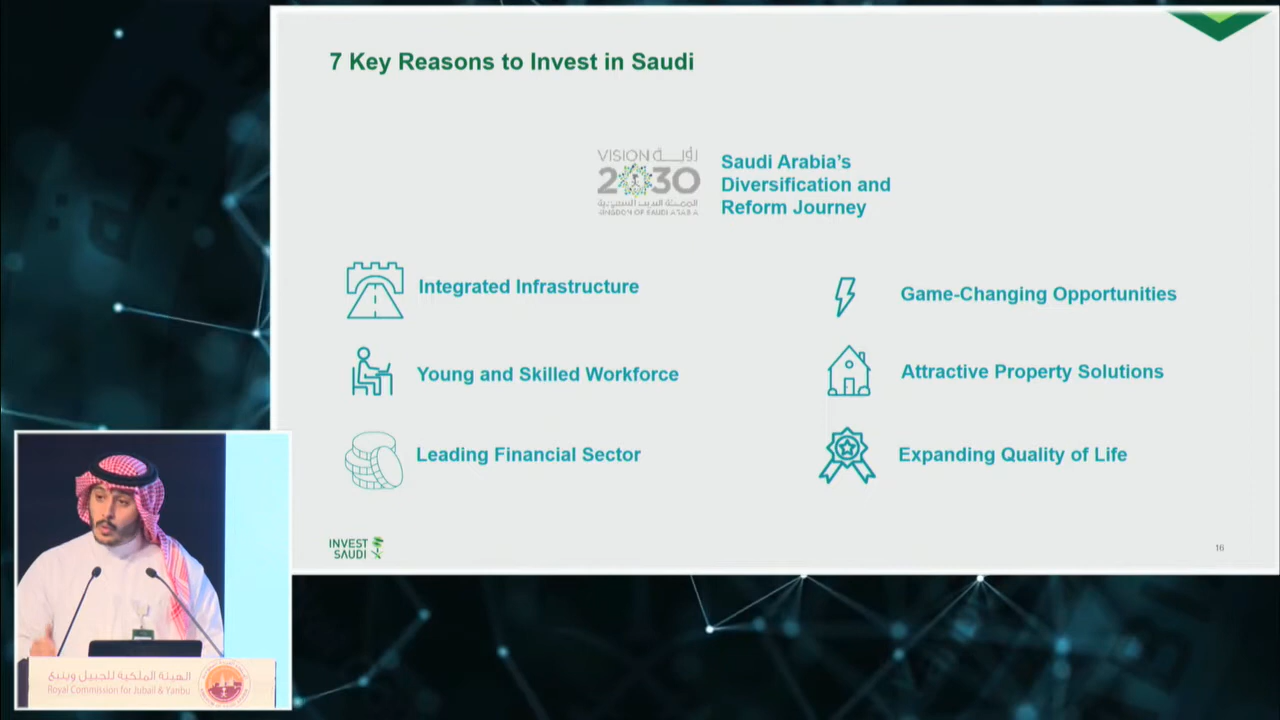 7 Key Reasons to Invest in Saudi
VISION رؤيـــة
2030
المملكة العربية السعودية
KINGDOM OF SAUDI ARABIA
Saudi Arabia’s
Diversification and
Reform Journey
Integrated Infrastructure
Game-Changing Opportunities
Young and Skilled Workforce
Attractive Property Solutions
Leading Financial Sector
Expanding Quality of Life
INVEST
SAUDI
16
الهيئة الملكية للجبيل وينبع
Royal Commission for Jubail & Yanbu